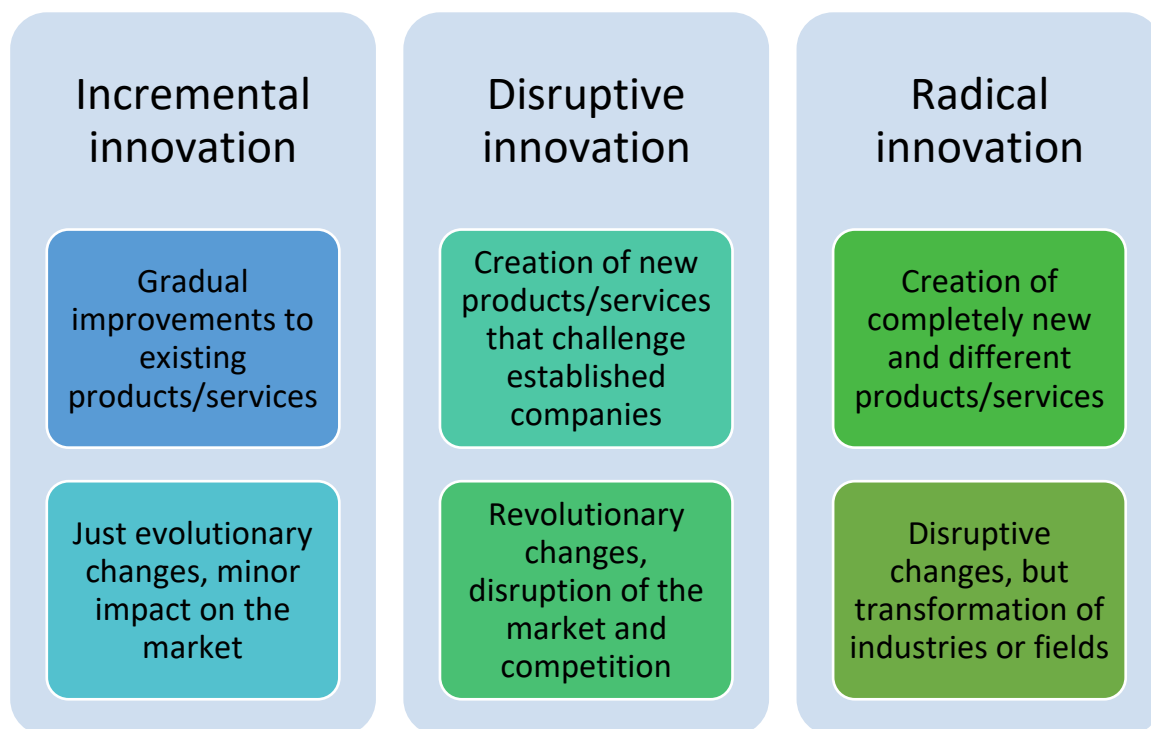 Incremental
innovation
Gradual
improvements to
existing
products/services
Just evolutionary
changes, minor
impact on the
market
Disruptive
innovation
Creation of new
products/services
that challenge
established
companies
Revolutionary
changes,
disruption of the
market and
competition
Radical
innovation
Creation of
completely new
and different
products/services
Disruptive
changes, but
transformation of
industries or fields